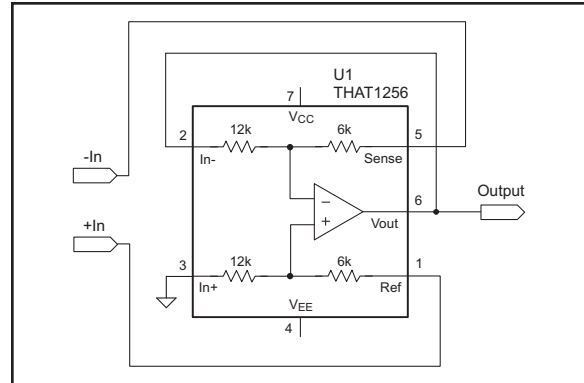 U1
THAT1256
7
VCC
12k
6k
2
5
In-
Sense
-In
−
6
Output
+
Vout
+In
12k
6k
3
1
In+
Ref
VEE
4